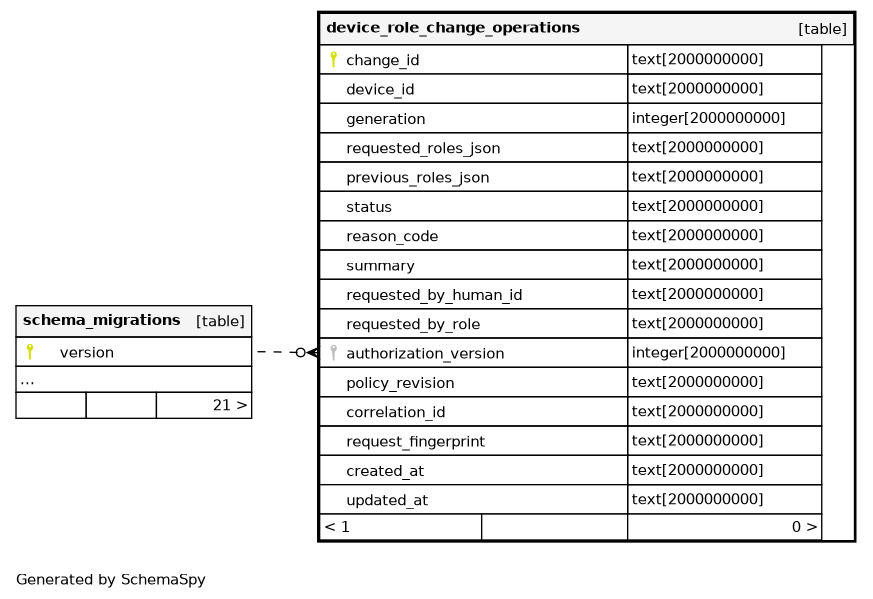 device_role_change_operations [table]
change_id text[2000000000]
device_id text[2000000000]
generation integer[2000000000]
requested_roles_json text[2000000000]
previous_roles_json text[2000000000]
status text[2000000000]
reason_code text[2000000000]
summary text[2000000000]
requested_by_human_id text[2000000000]
requested_by_role text[2000000000]
authorization_version integer[2000000000]
policy_revision text[2000000000]
correlation_id text[2000000000]
request_fingerprint text[2000000000]
created_at text[2000000000]
updated_at text[2000000000]
< 1 0 >
schema_migrations [table]
version
...
21 >
Generated by SchemaSpy